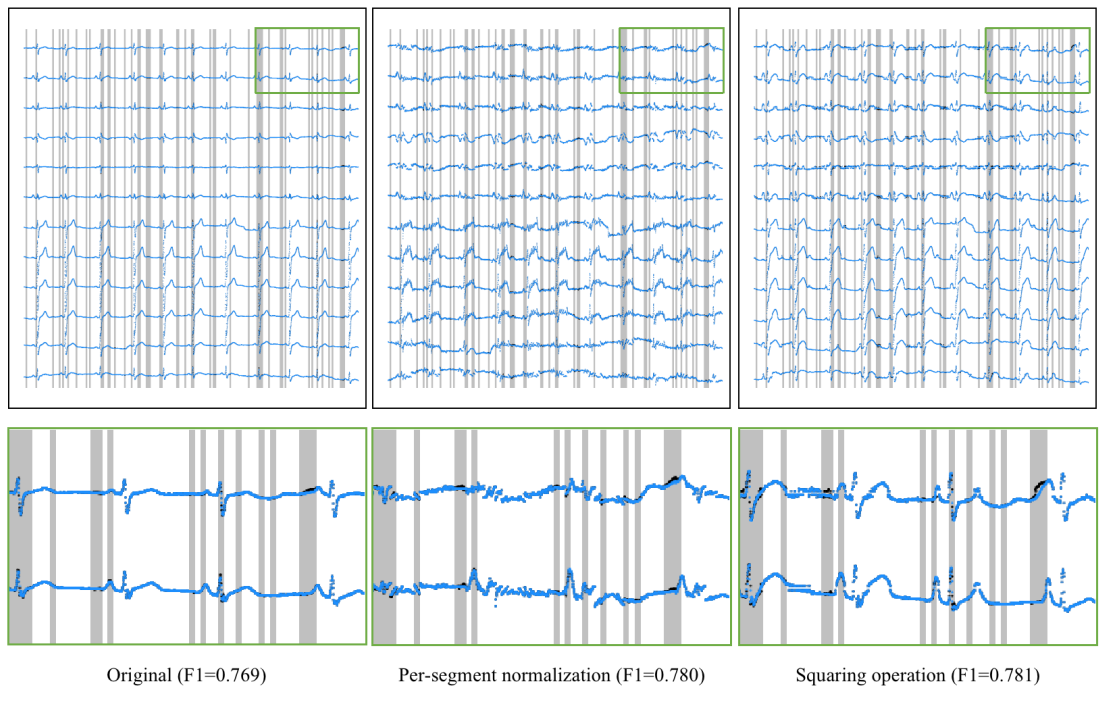 Original (F1=0.769)
Per-segment normalization (F1=0.780)
Squaring operation (F1=0.781)